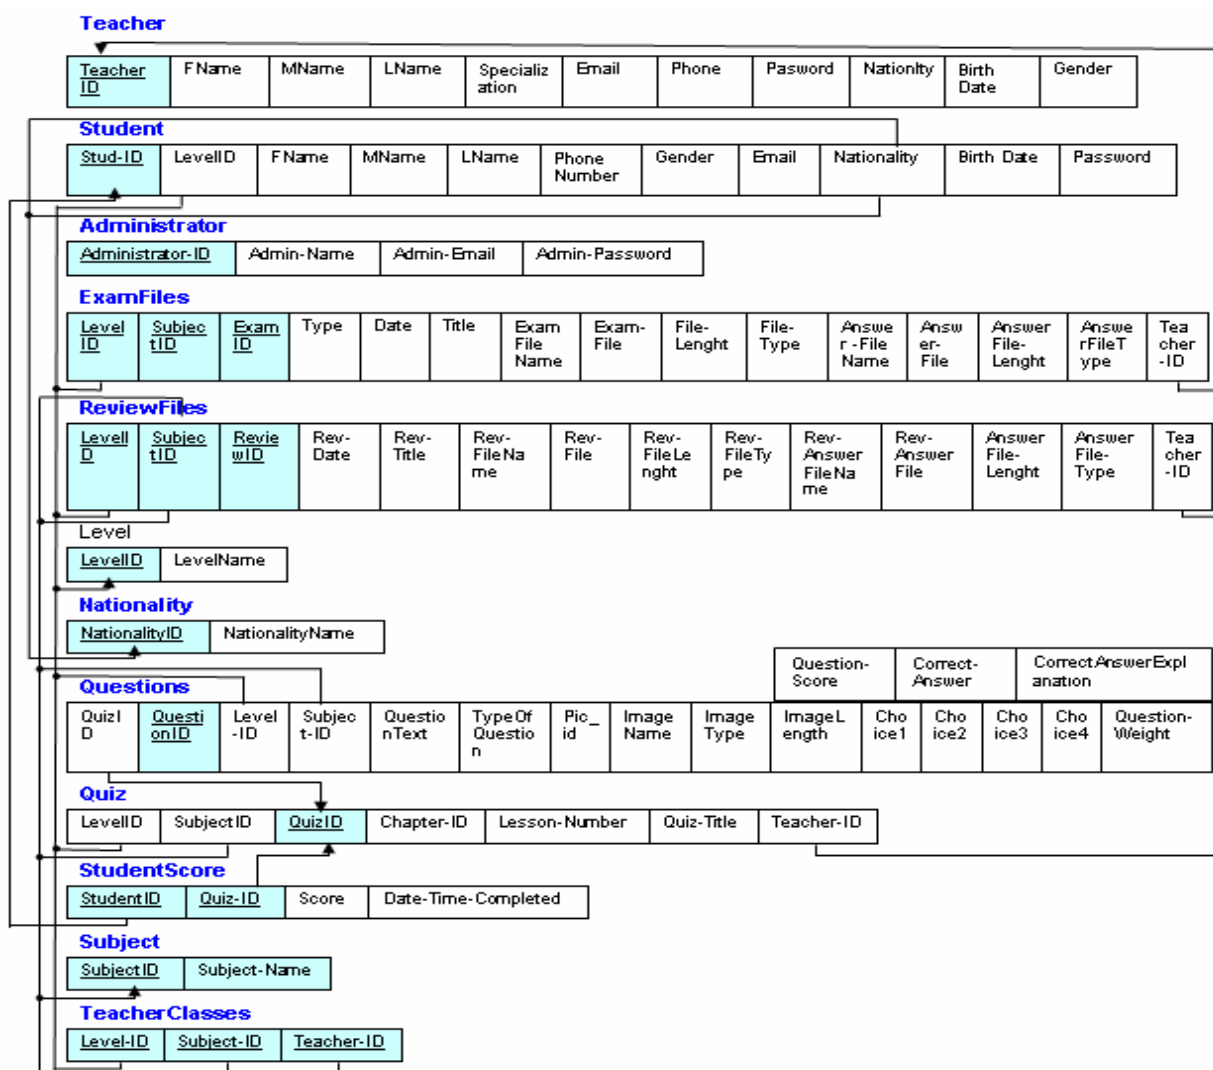 Teacher
Teacher ID FName MName LName Specializ ation Email Phone Pasword Nationlty Birth Date Gender
Student
Stud-ID LevelID FName MName LName Phone Number Gender Email Nationality Birth Date Password
Administrator
Administrator-ID Admin-Name Admin-Email Admin-Password
ExamFiles
Level ID Subjec tID Exam ID Type Date Title Exam File Name Exam- File File- Lenght File- Type Answe r-File Name Answ er- File Answer File- Lenght Answe rFileT ype Tea cher -ID
ReviewFiles
LevelI D Subjec tID Revie wID Rev- Date Rev- Title Rev- FileNa me Rev- File Rev- FileLe nght Rev- FileTy pe Rev- Answer FileNa me Rev- Answer File Answer File- Lenght Answer File- Type Tea cher -ID
Level
LevelID LevelName
Nationality
NationalityID NationalityName
Question- Score Correct- Answer CorrectAnswerExpl anation
Questions
QuizI D Questi onID Level -ID Subjec t-ID Questio nText TypeOf Questio n Pic_ id Image Name Image Type ImageL ength Cho ice1 Cho ice2 Cho ice3 Cho ice4 Question- Weight
Quiz
LevelID SubjectID QuizID Chapter-ID Lesson-Number Quiz-Title Teacher-ID
StudentScore
StudentID Quiz-ID Score Date-Time-Completed
Subject
SubjectID Subject-Name
TeacherClasses
Level-ID Subject-ID Teacher-ID